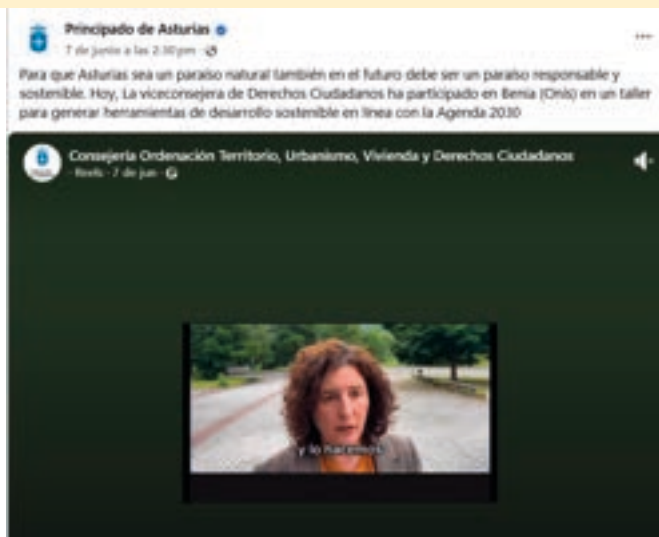 Principado de Asturias
7 de junio a las 2:30 pm ·
Para que Asturias sea un paraíso natural también en el futuro debe ser un paraíso responsable y
sostenible. Hoy, La viceconsejera de Derechos Ciudadanos ha participado en Benia (Onís) en un taller
para generar herramientas de desarrollo sostenible en línea con la Agenda 2030
Consejería Ordenación Territorio, Urbanismo, Vivienda y Derechos Ciudadanos
· Reels · 7 de jun ·
y lo hacemos